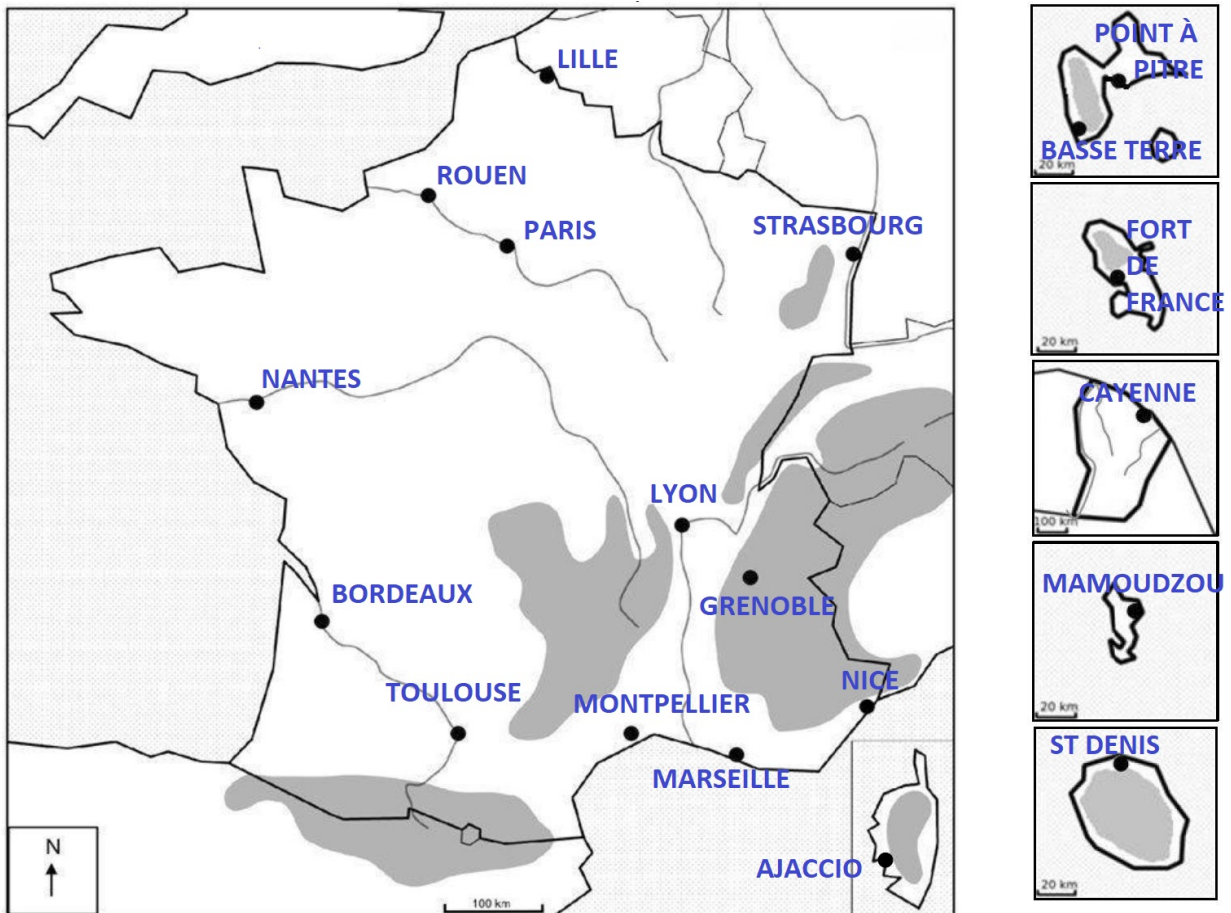 LILLE
ROUEN
PARIS
STRASBOURG
NANTES
LYON
BORDEAUX
GRENOBLE
TOULOUSE
MONTPELLIER
NICE
MARSEILLE
AJACCIO
N
100 km
POINT À
PITRE
BASSE TERRE
20 km
FORT
DE
FRANCE
20 km
CAYENNE
100 km
MAMOUDZOU
20 km
ST DENIS
20 km